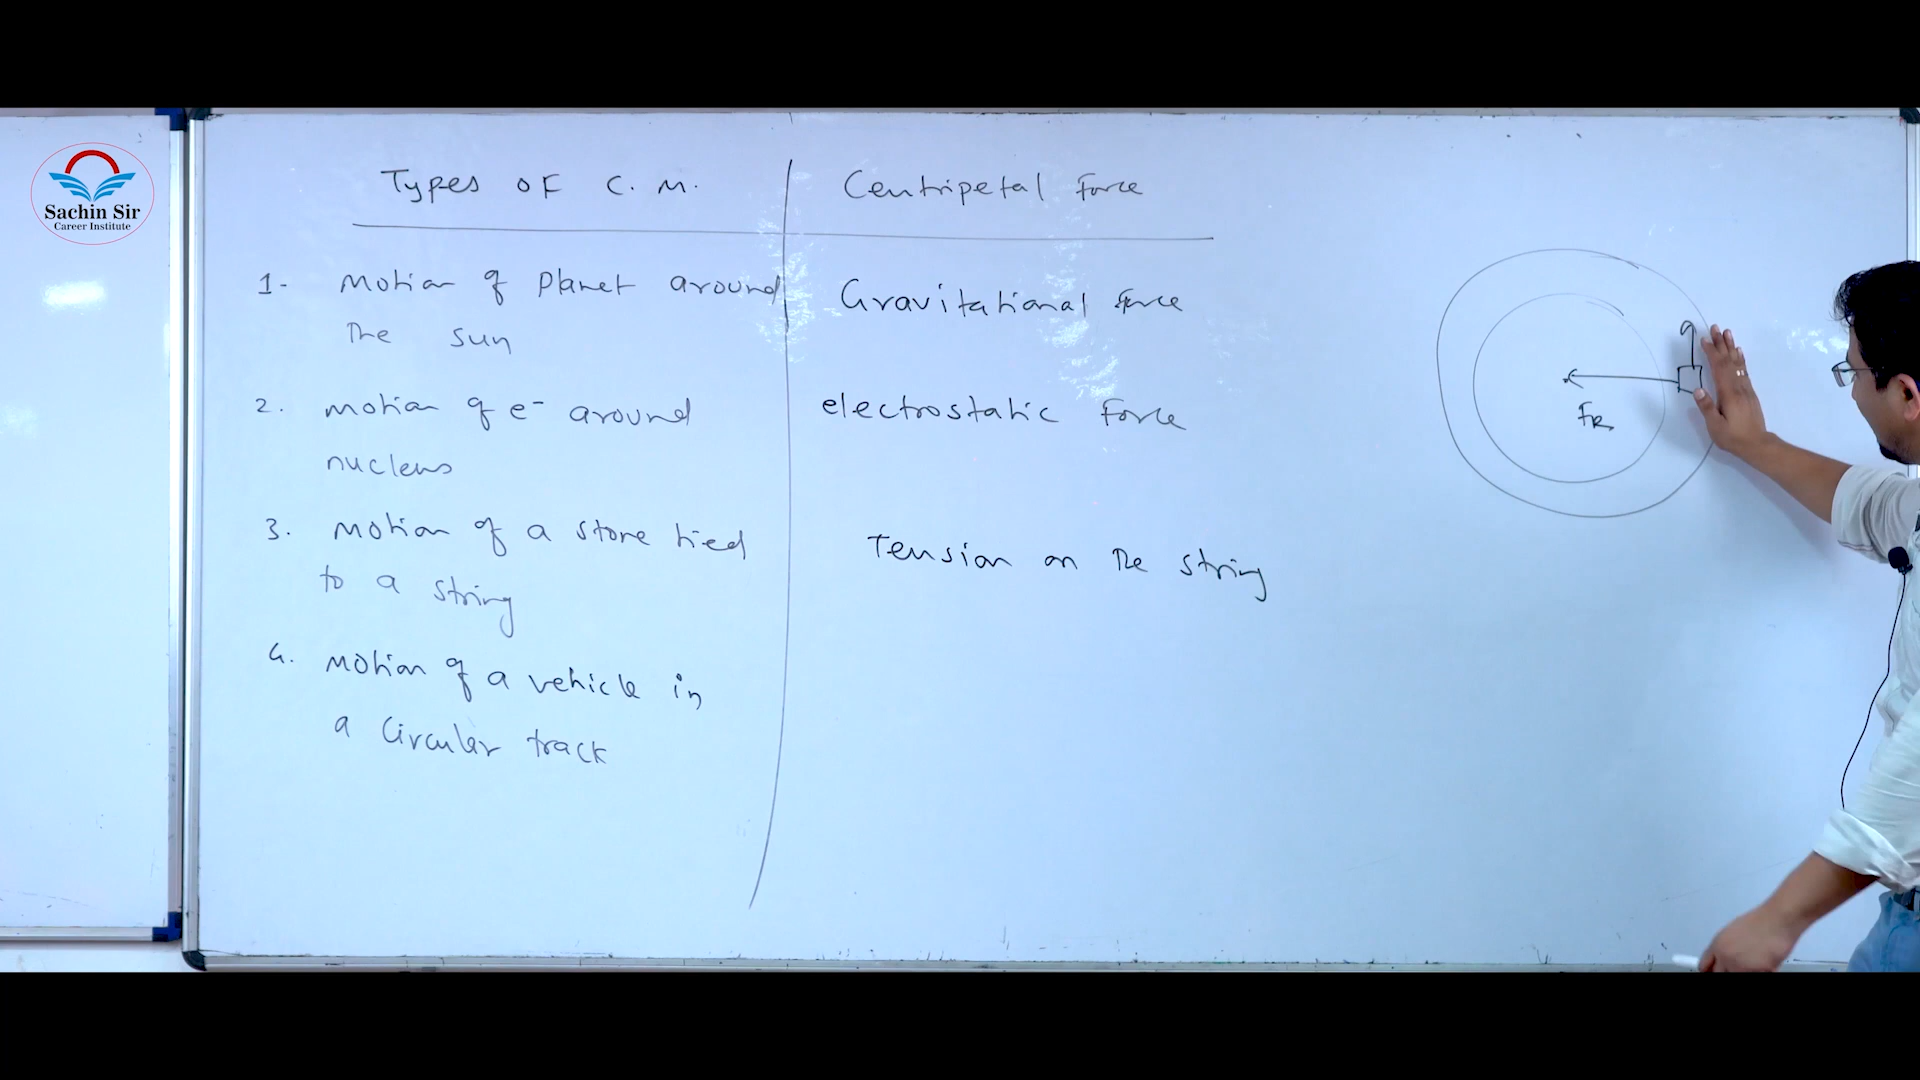 Sachin Sir
Career Institute
Types of C. M.
Centripetal Force
1- Motion of Planet around
the sun
Gravitational force
2. motion of e- around
nucleus
electrostatic Force
3. motion of a stone tied
to a string
Tension on the string
4. motion of a vehicle in
a circular track
FR